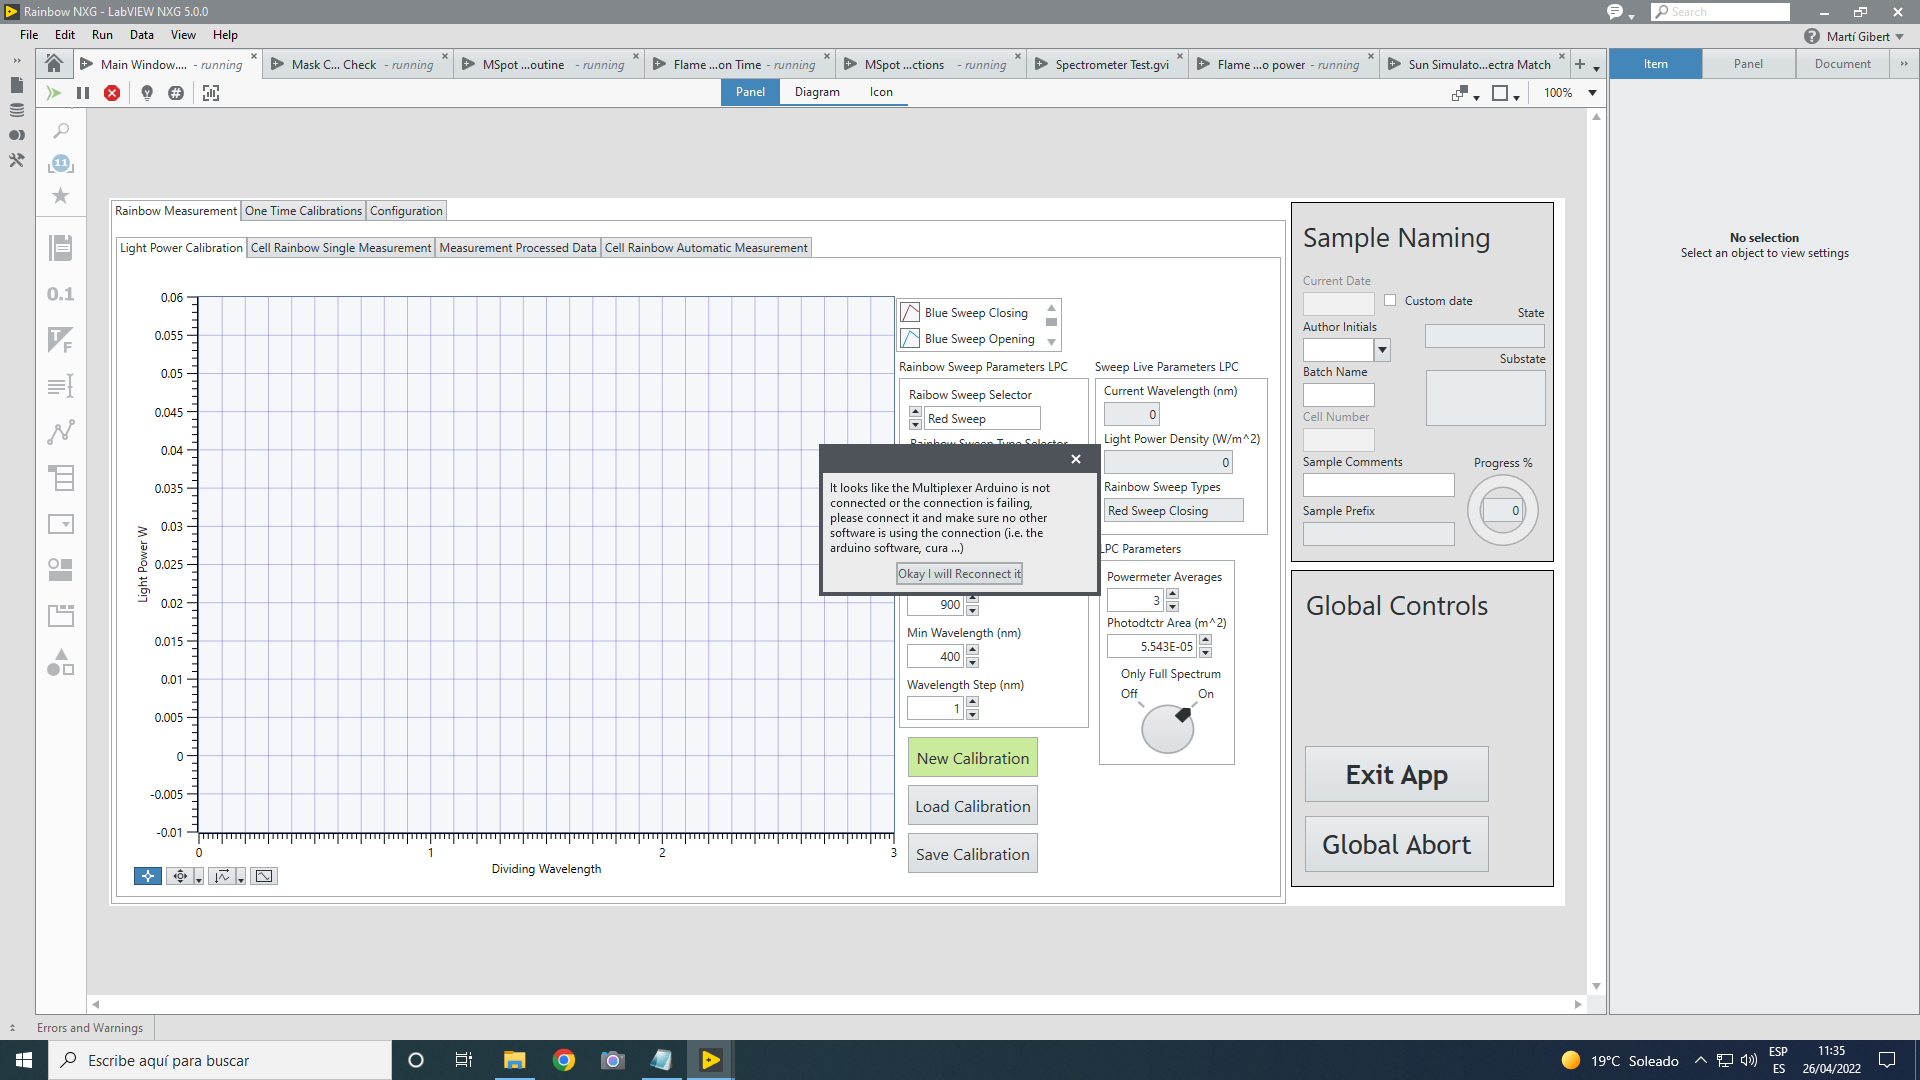 Rainbow NXG - LabVIEW NXG 5.0.0
Search
File Edit Run Data View Help
Martí Gibert
Main Window.... - running
Mask C... Check - running
MSpot ...outine - running
Flame ...on Time - running
MSpot ...ctions - running
Spectrometer Test.gvi
Flame ...o power - running
Sun Simulato...ectra Match
Item Panel Document
Panel Diagram Icon
100%
11
0.1
T F
No selection
Select an object to view settings
Rainbow Measurement One Time Calibrations Configuration
Light Power Calibration Cell Rainbow Single Measurement Measurement Processed Data Cell Rainbow Automatic Measurement
0.06
0.055
0.05
0.045
0.04
0.035
0.03
0.025
0.02
0.015
0.01
0.005
0
-0.005
-0.01
Light Power W
0 1 2 3
Dividing Wavelength
Blue Sweep Closing
Blue Sweep Opening
Rainbow Sweep Parameters LPC
Raibow Sweep Selector
Red Sweep
Rainbow Sweep Type Selector
900
Min Wavelength (nm)
400
Wavelength Step (nm)
1
New Calibration
Load Calibration
Save Calibration
Sweep Live Parameters LPC
Current Wavelength (nm)
0
Light Power Density (W/m^2)
0
Rainbow Sweep Types
Red Sweep Closing
LPC Parameters
Powermeter Averages
3
Photodtctr Area (m^2)
5.543E-05
Only Full Spectrum
Off On
It looks like the Multiplexer Arduino is not
connected or the connection is failing,
please connect it and make sure no other
software is using the connection (i.e. the
arduino software, cura ...)
Okay I will Reconnect it
Sample Naming
Current Date
Custom date
State
Author Initials
Substate
Batch Name
Cell Number
Sample Comments
Progress %
0
Sample Prefix
Global Controls
Exit App
Global Abort
Errors and Warnings
Escribe aquí para buscar
19°C Soleado
ESP
ES
11:35
26/04/2022